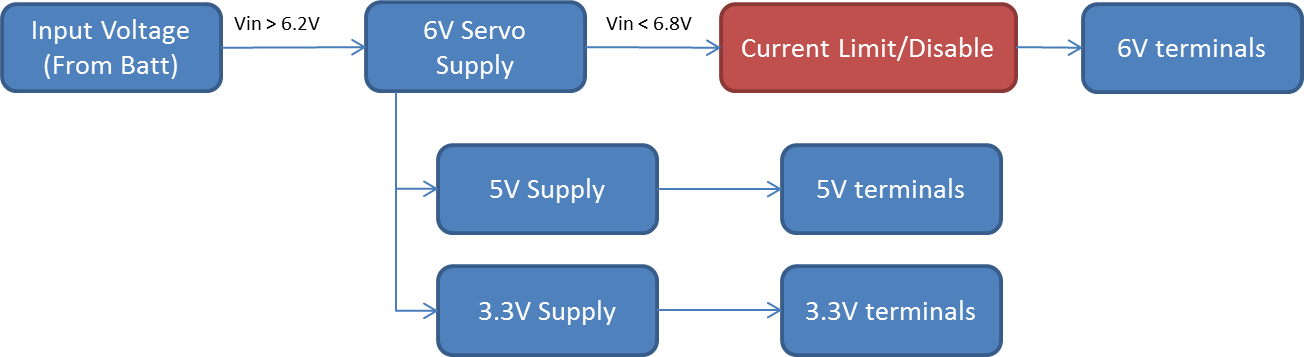 Input Voltage
(From Batt)
Vin > 6.2V
6V Servo
Supply
Vin < 6.8V
Current Limit/Disable
6V terminals
5V Supply
5V terminals
3.3V Supply
3.3V terminals